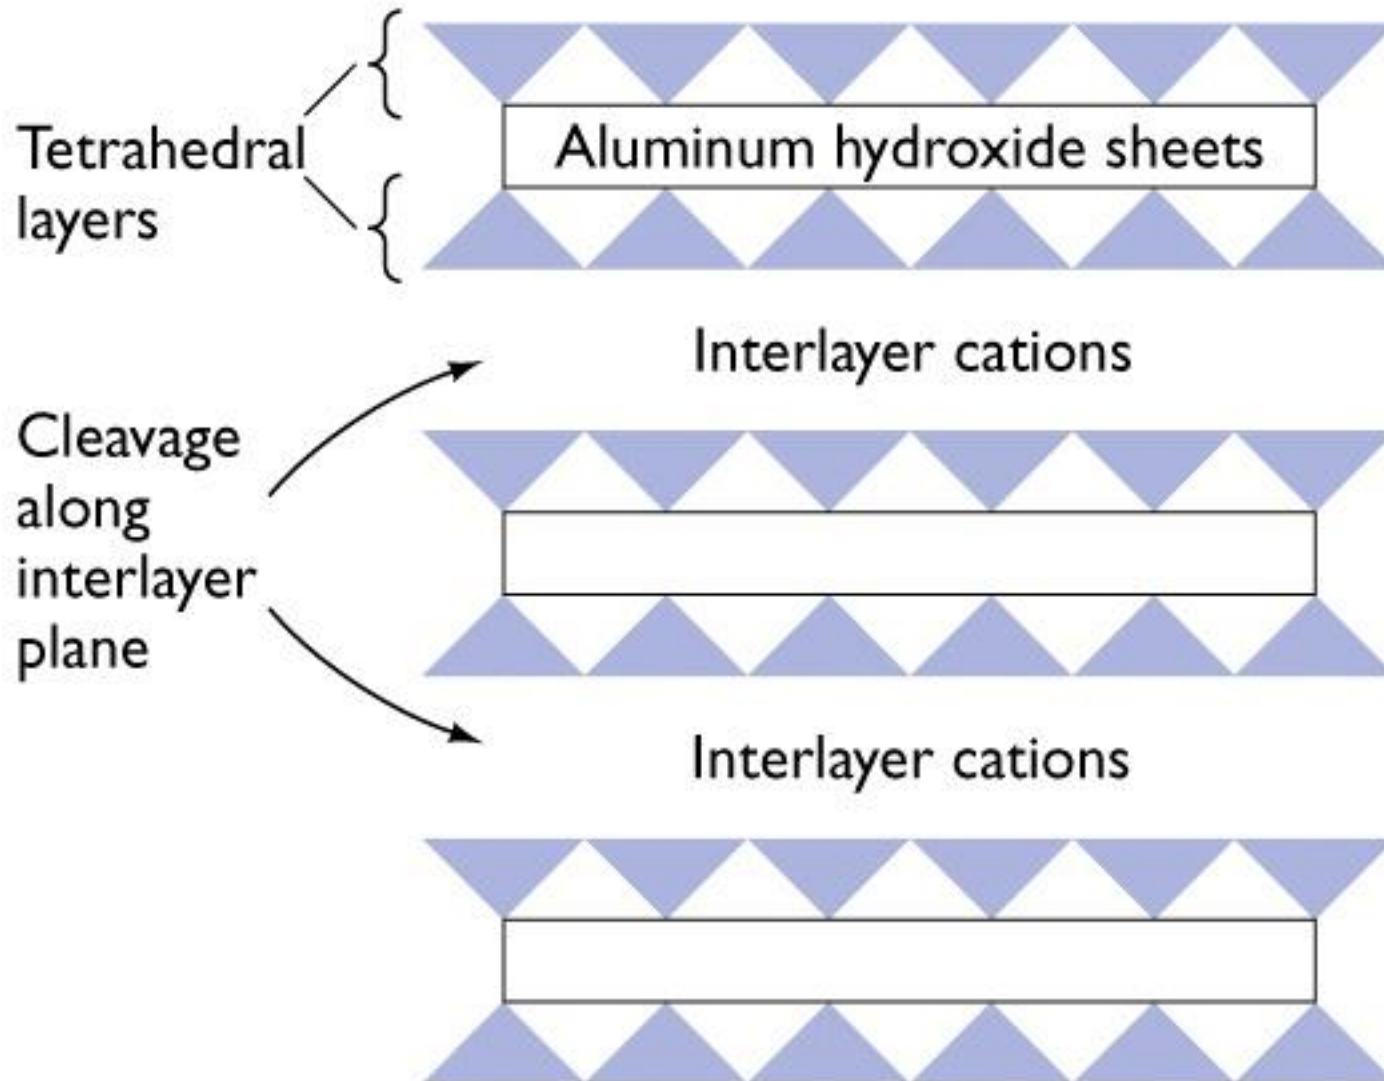 Tetrahedral
layers
Aluminum hydroxide sheets
Interlayer cations
Cleavage
along
interlayer
plane
Interlayer cations